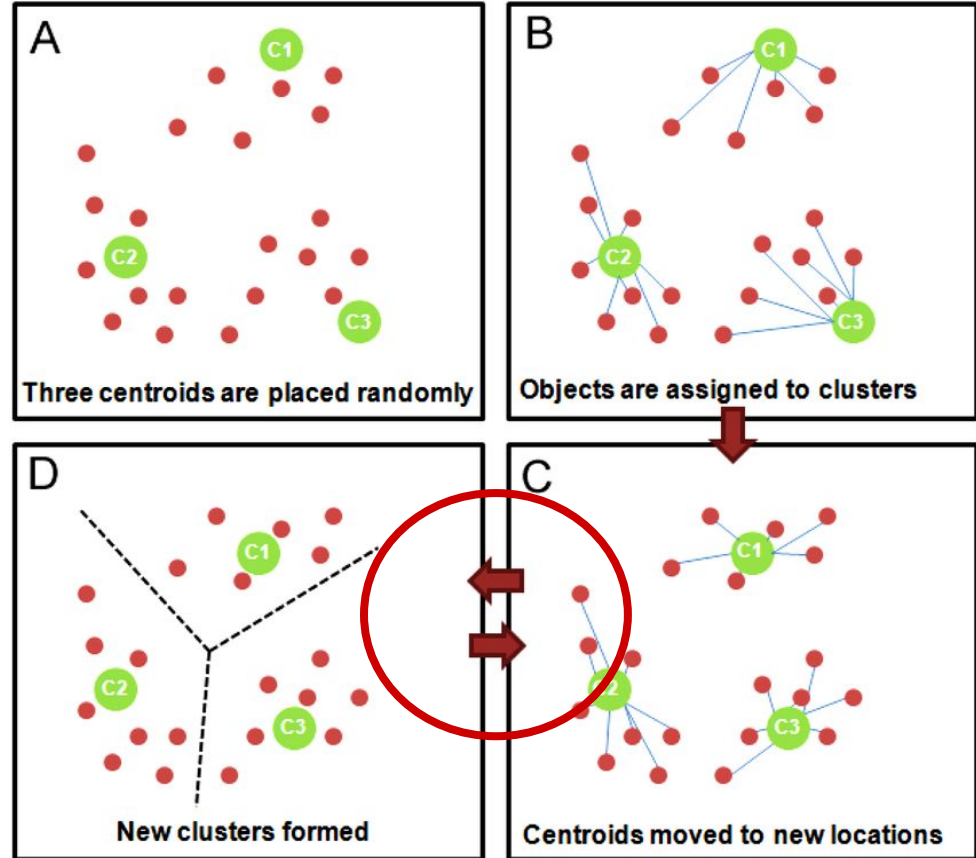 A
C1
C2
C3
Three centroids are placed randomly
B
C1
C2
C3
Objects are assigned to clusters
D
C1
C2
C3
New clusters formed
C
C1
C2
C3
Centroids moved to new locations